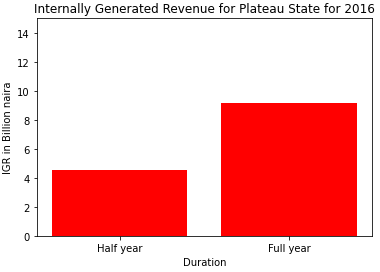 Internally Generated Revenue for Plateau State for 2016
14
12
10
8
6
4
2
0
IGR in Billion naira
Half year
Full year
Duration